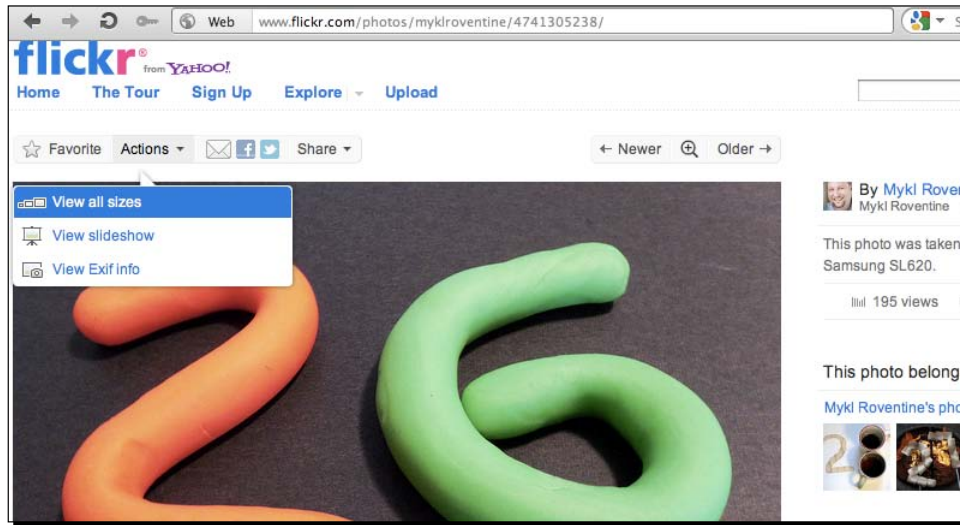 Web www.flickr.com/photos/myklroventine/4741305238/
flickr® from YAHOO!
Home The Tour Sign Up Explore Upload
Favorite Actions Share ← Newer Older →
View all sizes
View slideshow
View Exif info
26
By Mykl Rover
Mykl Roventine
This photo was taken
Samsung SL620.
195 views
This photo belong
Mykl Roventine's pho
28